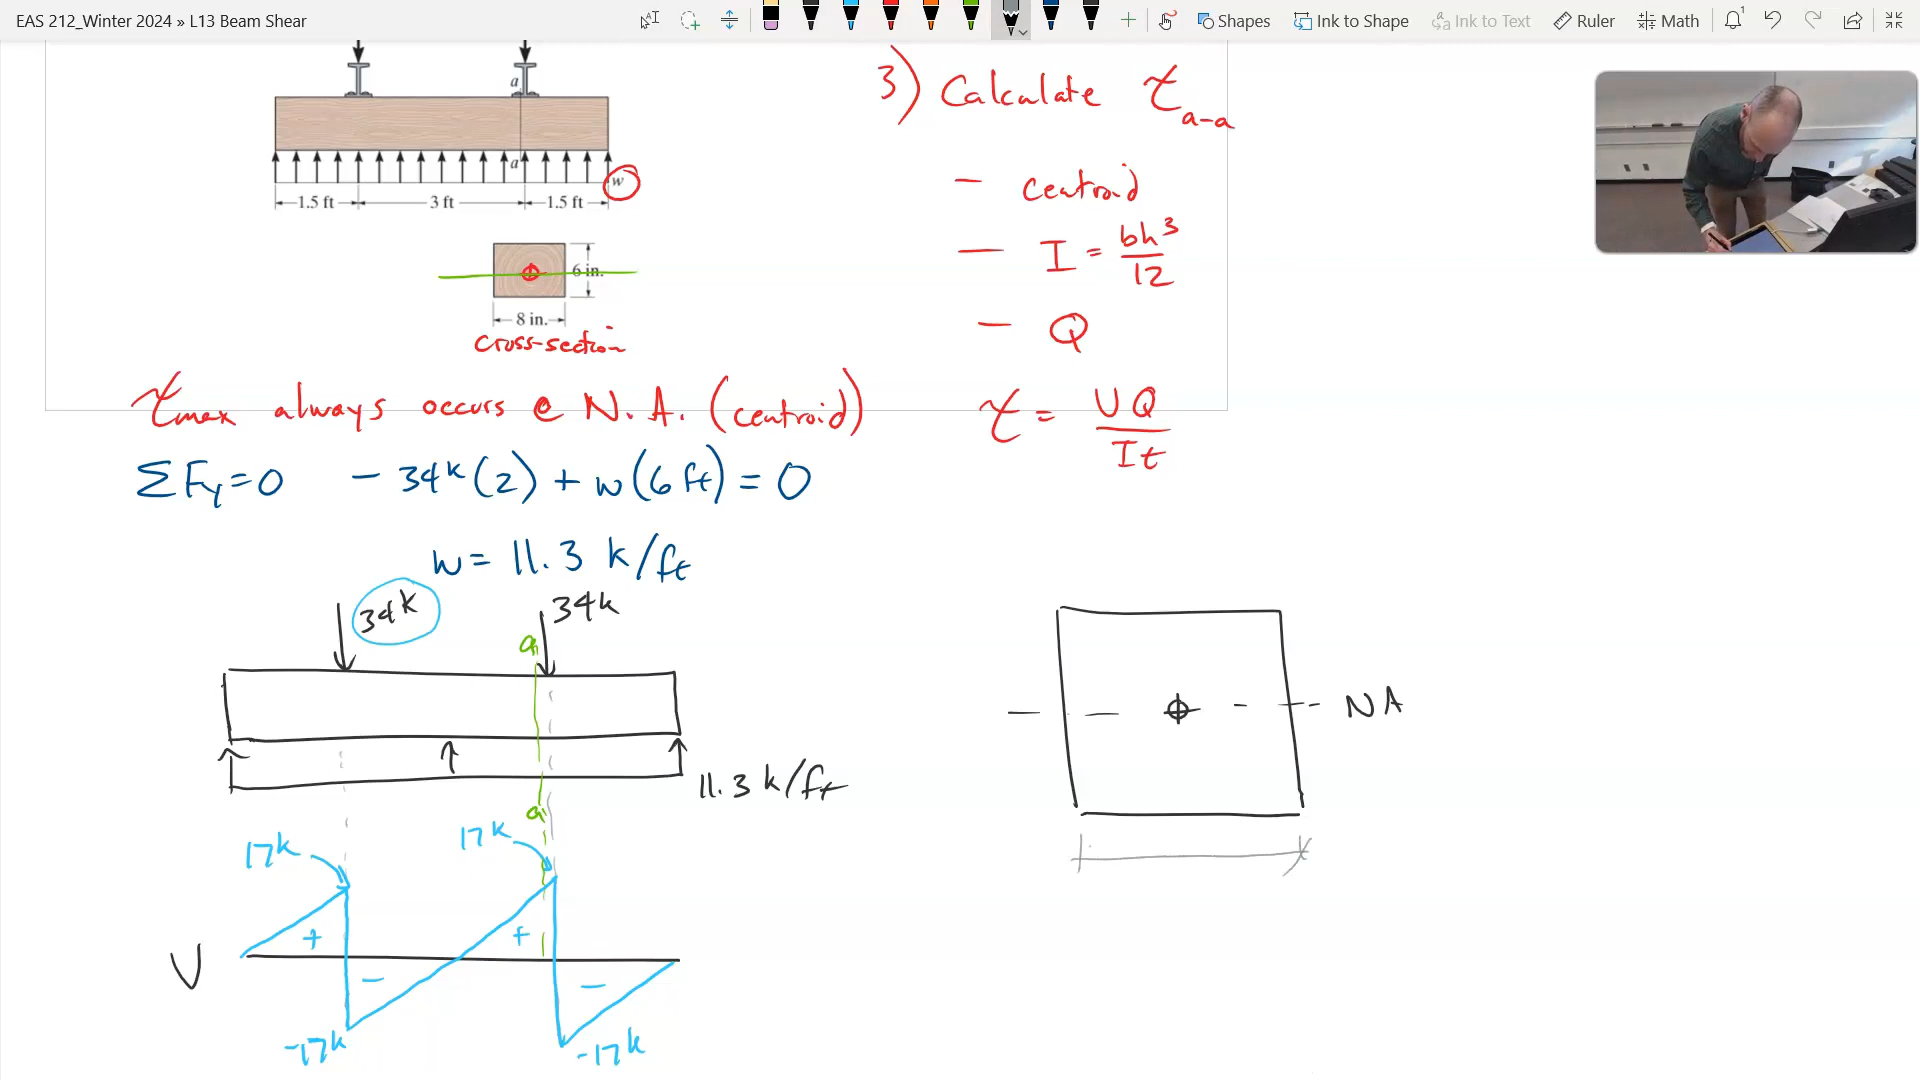 EAS 212_Winter 2024 » L13 Beam Shear
Shapes
Ink to Shape
Ink to Text
Ruler
Math
a
a
w
1.5 ft
3 ft
1.5 ft
6 in.
8 in.
cross-section
3) Calculate τa-a
- centroid
- I = bh³/12
- Q
τ = VQ/It
τmax always occurs @ N.A. (centroid)
ΣFy=0 -34k(2) + w(6ft) = 0
w= 11.3 k/ft
34k
34k
a
a
11.3 k/ft
NA
17k
17k
V
+
-
+
-
-17k
-17k